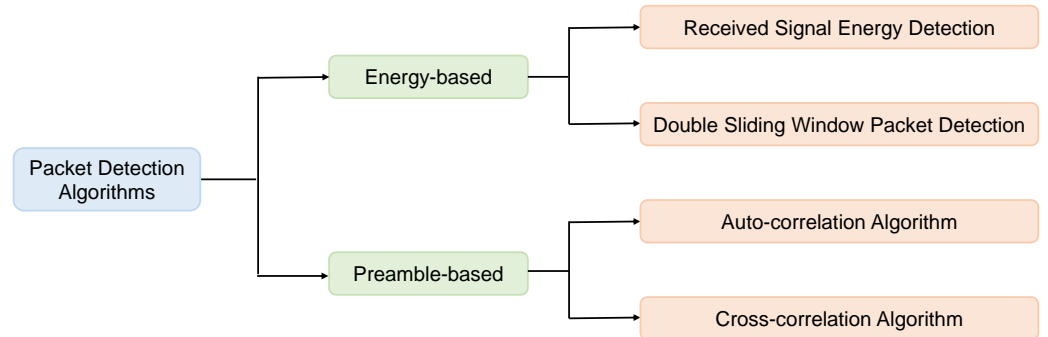 Packet Detection
Algorithms
Energy-based
Preamble-based
Received Signal Energy Detection
Double Sliding Window Packet Detection
Auto-correlation Algorithm
Cross-correlation Algorithm